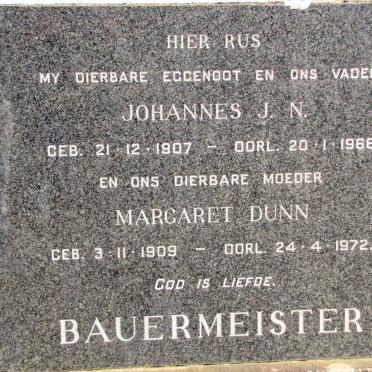 HIER RUS
MY DIERBARE EGGENOOT EN ONS VADER
JOHANNES J. N.
GEB. 21·12·1907 – OORL. 20·1·1966
EN ONS DIERBARE MOEDER
MARGARET DUNN
GEB. 3·11·1909 – OORL. 24·4·1972.
GOD IS LIEFDE.
BAUERMEISTER